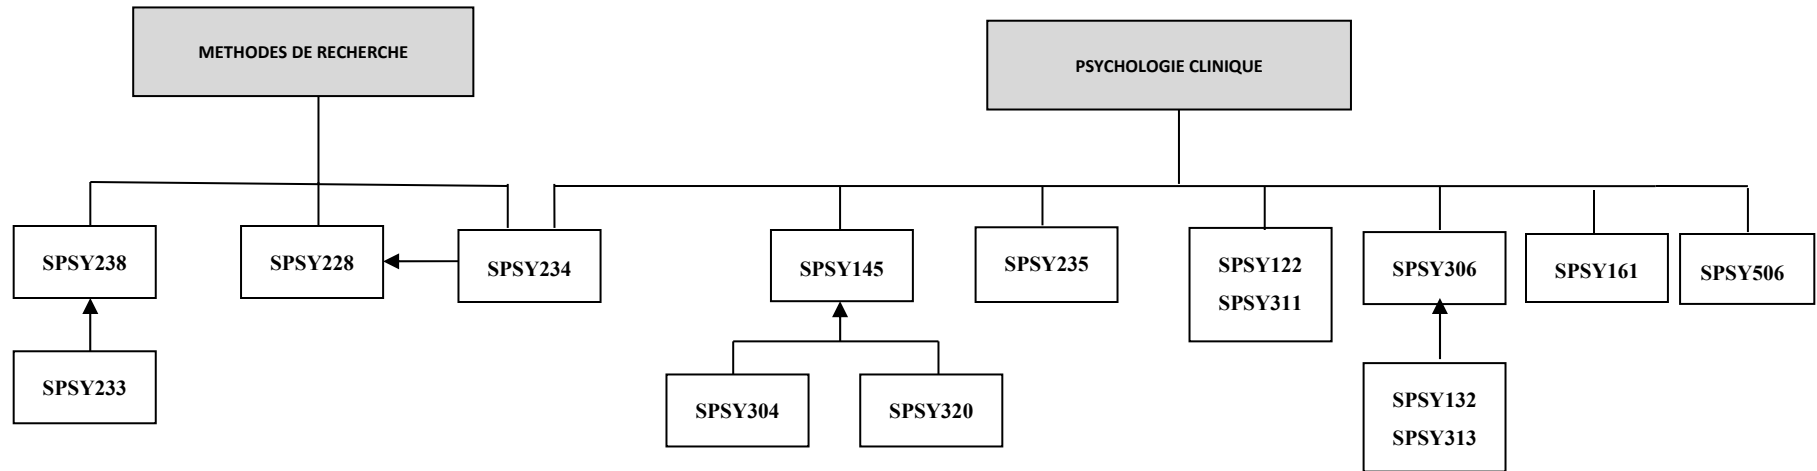 METHODES DE RECHERCHE
PSYCHOLOGIE CLINIQUE
SPSY238
SPSY228
SPSY234
SPSY145
SPSY235
SPSY122
SPSY311
SPSY306
SPSY161
SPSY506
SPSY233
SPSY304
SPSY320
SPSY132
SPSY313